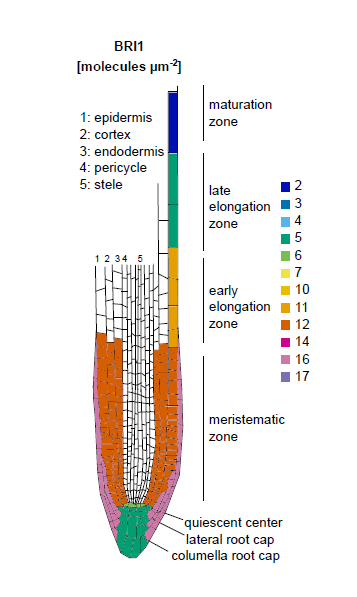 BRI1
[molecules µm⁻²]
1: epidermis
2: cortex
3: endodermis
4: pericycle
5: stele
maturation
zone
late
elongation
zone
early
elongation
zone
meristematic
zone
1 2 3 4 5
2
3
4
5
6
7
10
11
12
14
16
17
quiescent center
lateral root cap
columella root cap